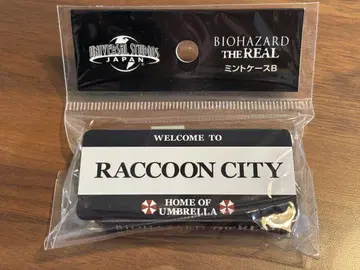 UNIVERSAL STUDIOS
JAPAN
BIOHAZARD
THE REAL
ミントケースB
WELCOME TO
RACCOON CITY
HOME OF
UMBRELLA